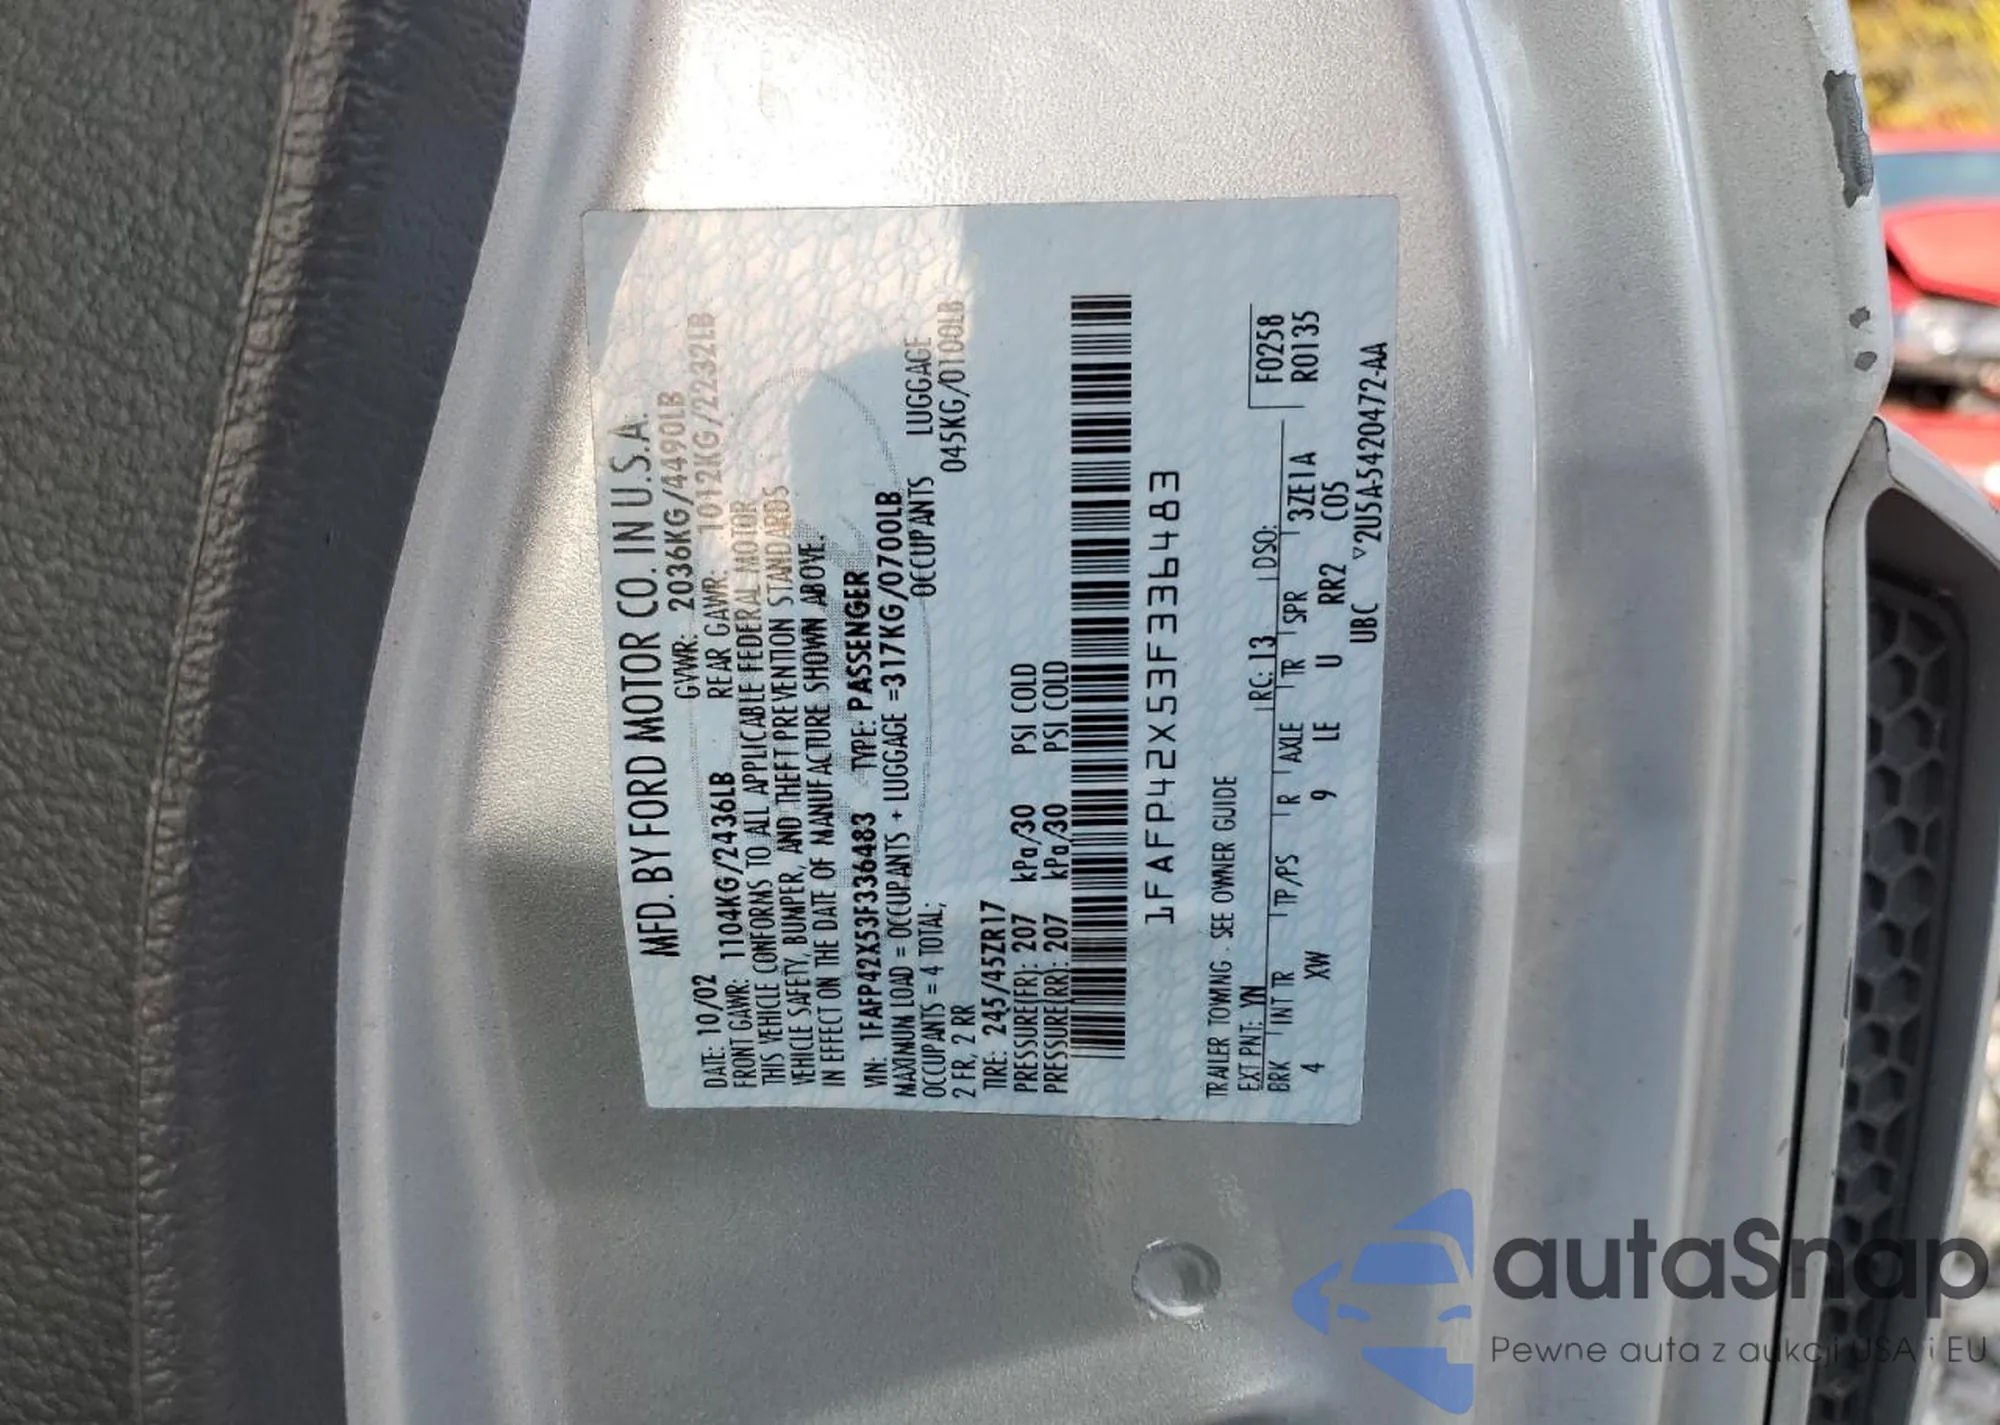 MFD. BY FORD MOTOR CO. IN U.S.A.
DATE: 10/02 GVWR: 2036KG/4490LB
FRONT GAWR: 1104KG/2436LB REAR GAWR: 1012KG/2232LB
THIS VEHICLE CONFORMS TO ALL APPLICABLE FEDERAL MOTOR
VEHICLE SAFETY, BUMPER, AND THEFT PREVENTION STANDARDS
IN EFFECT ON THE DATE OF MANUFACTURE SHOWN ABOVE.
VIN: 1FAFP42X53F336483 TYPE: PASSENGER
MAXIMUM LOAD = OCCUPANTS + LUGGAGE =317KG/0700LB
OCCUPANTS = 4 TOTAL; OCCUPANTS LUGGAGE
2 FR, 2 RR 045KG/0100LB
TIRE: 245/45ZR17
PRESSURE(FR): 207 kPa/30 PSI COLD
PRESSURE(RR): 207 kPa/30 PSI COLD
1FAFP42X53F336483
TRAILER TOWING - SEE OWNER GUIDE
EXT PNT: YN RC: 13 DSO: F0258
BRK INT TR TP/PS R AXLE TR SPR 3ZE1A R0135
4 XW 9 LE U RR2 C05
UBC ▽2U5A-5420472-AA
autaSnap
Pewne auta z aukcji USA i EU